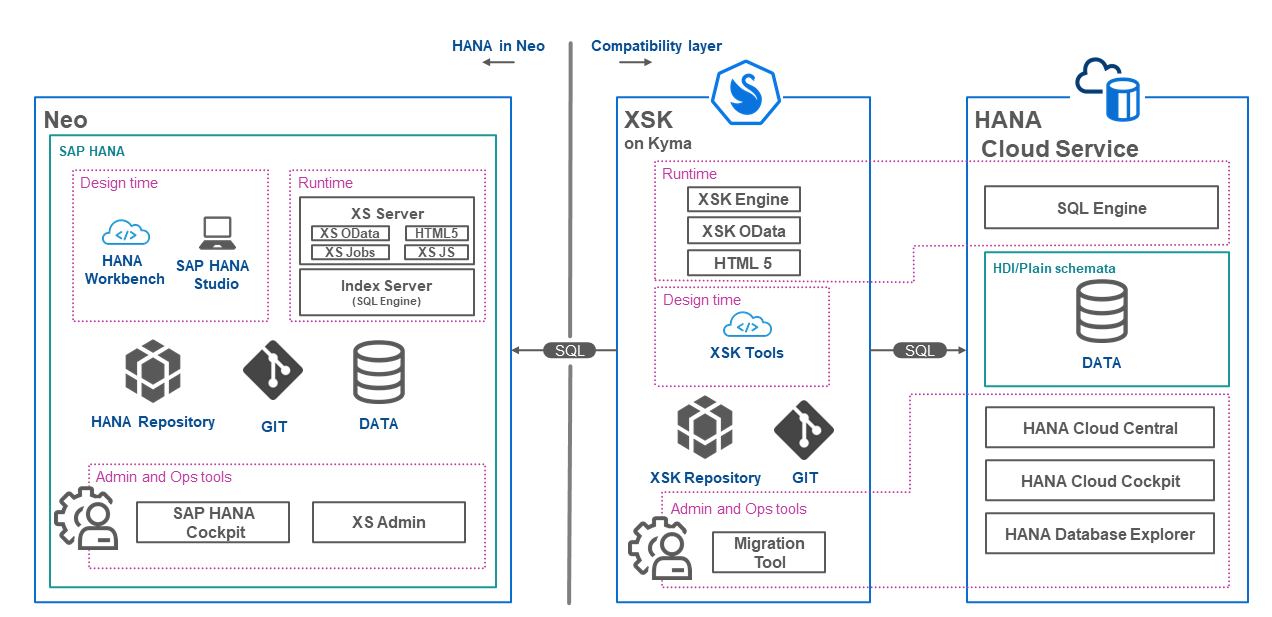 HANA in Neo
Compatibility layer
Neo
SAP HANA
Design time
HANA
Workbench
SAP HANA
Studio
Runtime
XS Server
XS OData
HTML5
XS Jobs
XS JS
Index Server
(SQL Engine)
HANA Repository
GIT
DATA
Admin and Ops tools
SAP HANA
Cockpit
XS Admin
SQL
XSK
on Kyma
Runtime
XSK Engine
XSK OData
HTML 5
Design time
XSK Tools
XSK Repository
GIT
Admin and Ops tools
Migration
Tool
SQL
HANA
Cloud Service
SQL Engine
HDI/Plain schemata
DATA
HANA Cloud Central
HANA Cloud Cockpit
HANA Database Explorer